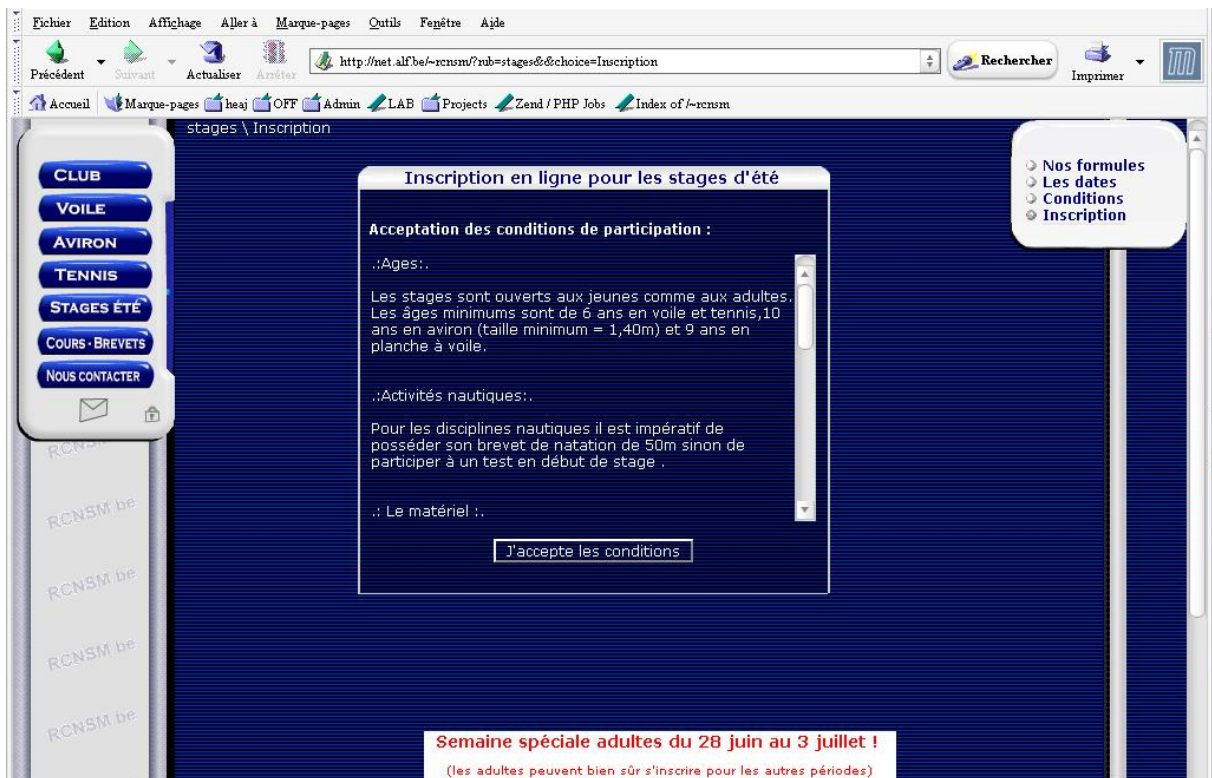 Fichier Edition Affichage Aller à Marque-pages Outils Fenêtre Aide
Précédent Suivant Actualiser Arrêter http://net.alf.be/~rcnsm/?rub=stages&&choice=Inscription Rechercher Imprimer
Accueil Marque-pages heaj OFF Admin LAB Projects Zend / PHP Jobs Index of /~rcnsm
stages \ Inscription
CLUB
VOILE
AVIRON
TENNIS
STAGES ÉTÉ
COURS-BREVETS
NOUS CONTACTER
RCNSM
RCNSM be
RCNSM be
RCNSM be
RCNSM be
Inscription en ligne pour les stages d'été
Acceptation des conditions de participation :
.:Ages:.
Les stages sont ouverts aux jeunes comme aux adultes
Les âges minimums sont de 6 ans en voile et tennis,10
ans en aviron (taille minimum = 1,40m) et 9 ans en
planche à voile.
.:Activités nautiques:.
Pour les disciplines nautiques il est impératif de
posséder son brevet de natation de 50m sinon de
participer à un test en début de stage .
.: Le matériel :.
J'accepte les conditions
Nos formules
Les dates
Conditions
Inscription
Semaine spéciale adultes du 28 juin au 3 juillet
(les adultes peuvent bien sûr s'inscrire pour les autres périodes)